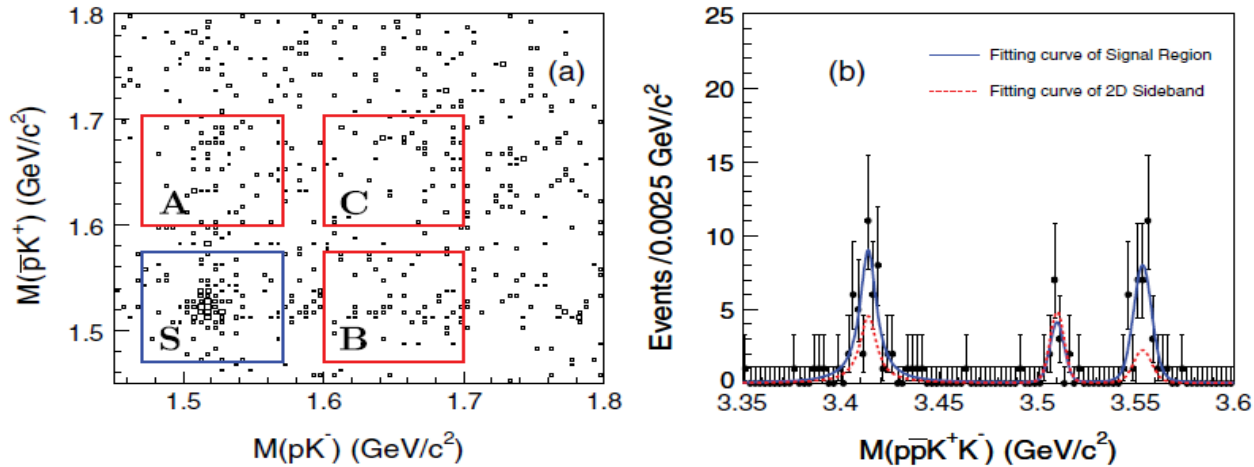 1.8
1.7
1.6
1.5
M(p̅K⁺) (GeV/c²)
(a)
A
C
S
B
1.5
1.6
1.7
1.8
M(pK⁻) (GeV/c²)
25
20
15
10
5
0
Events /0.0025 GeV/c²
(b)
Fitting curve of Signal Region
Fitting curve of 2D Sideband
3.35
3.4
3.45
3.5
3.55
3.6
M(pp̅K⁺K⁻) (GeV/c²)